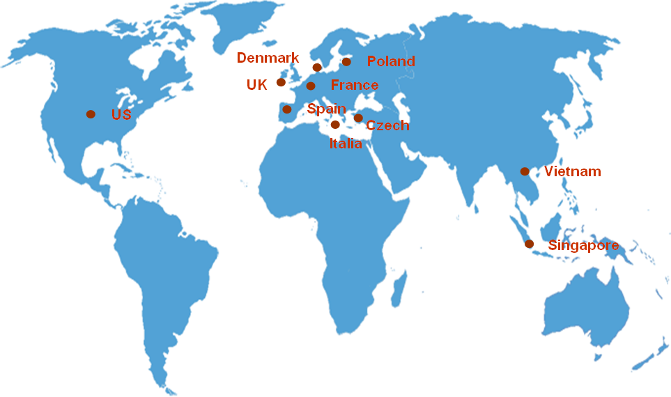 Denmark
Poland
UK
France
US
Spain
Czech
Italia
Vietnam
Singapore